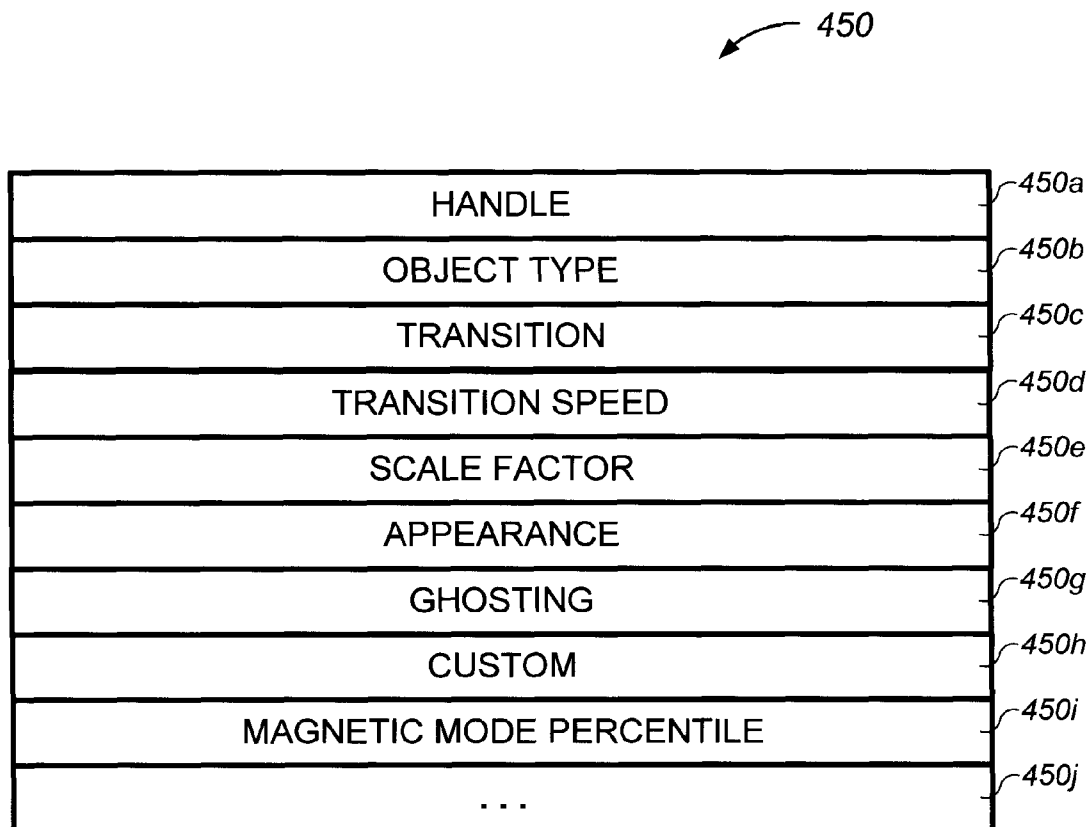 450
HANDLE 450a
OBJECT TYPE 450b
TRANSITION 450c
TRANSITION SPEED 450d
SCALE FACTOR 450e
APPEARANCE 450f
GHOSTING 450g
CUSTOM 450h
MAGNETIC MODE PERCENTILE 450i
... 450j